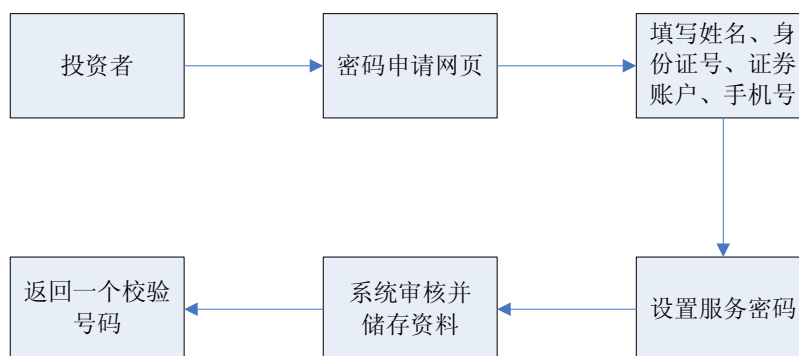 投资者
密码申请网页
填写姓名、身
份证号、证券
账户、手机号
设置服务密码
系统审核并
储存资料
返回一个校验
号码